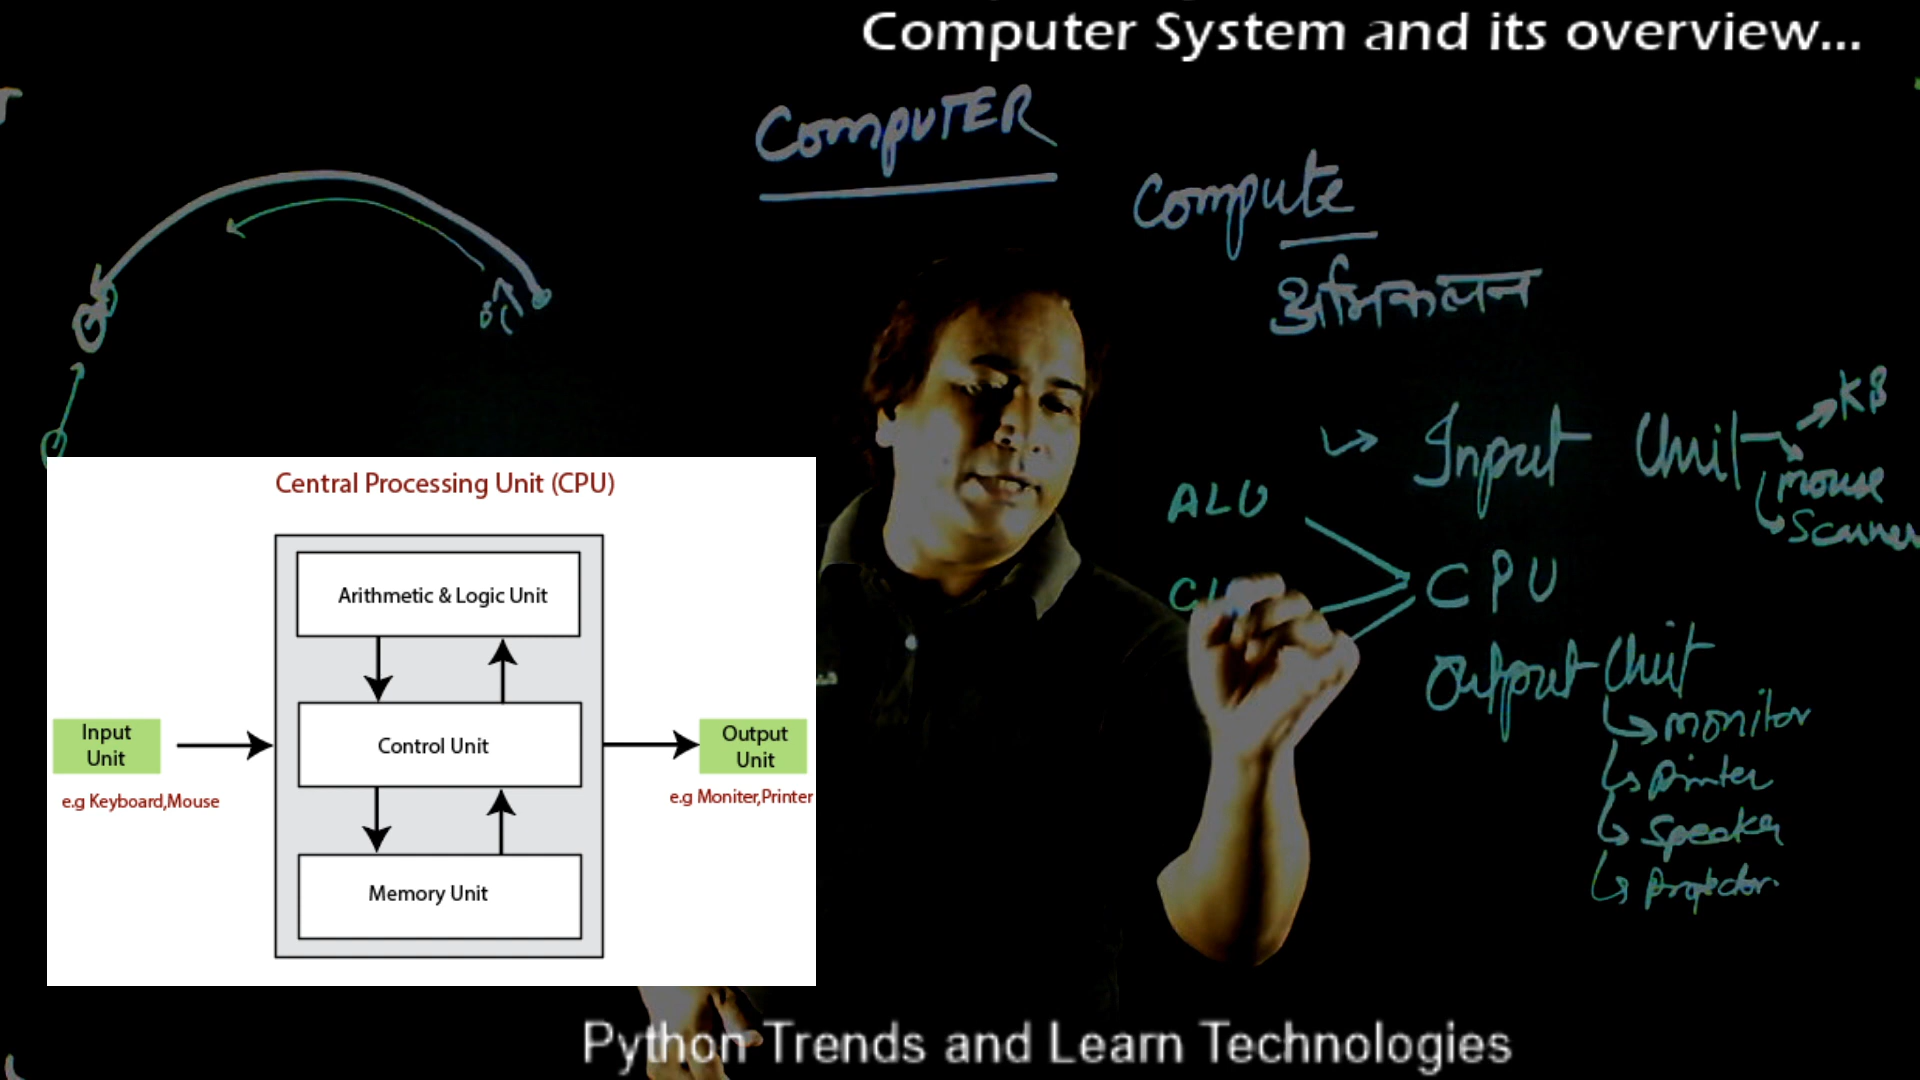 Computer System and its overview...
COMPUTER
Compute
अभिकलन
Input Unit
KB
mouse
Scanner
ALU
CPU
Output Unit
monitor
printer
Speaker
projector.
Central Processing Unit (CPU)
Arithmetic & Logic Unit
Control Unit
Memory Unit
Input
Unit
e.g Keyboard,Mouse
Output
Unit
e.g Moniter,Printer
Python Trends and Learn Technologies